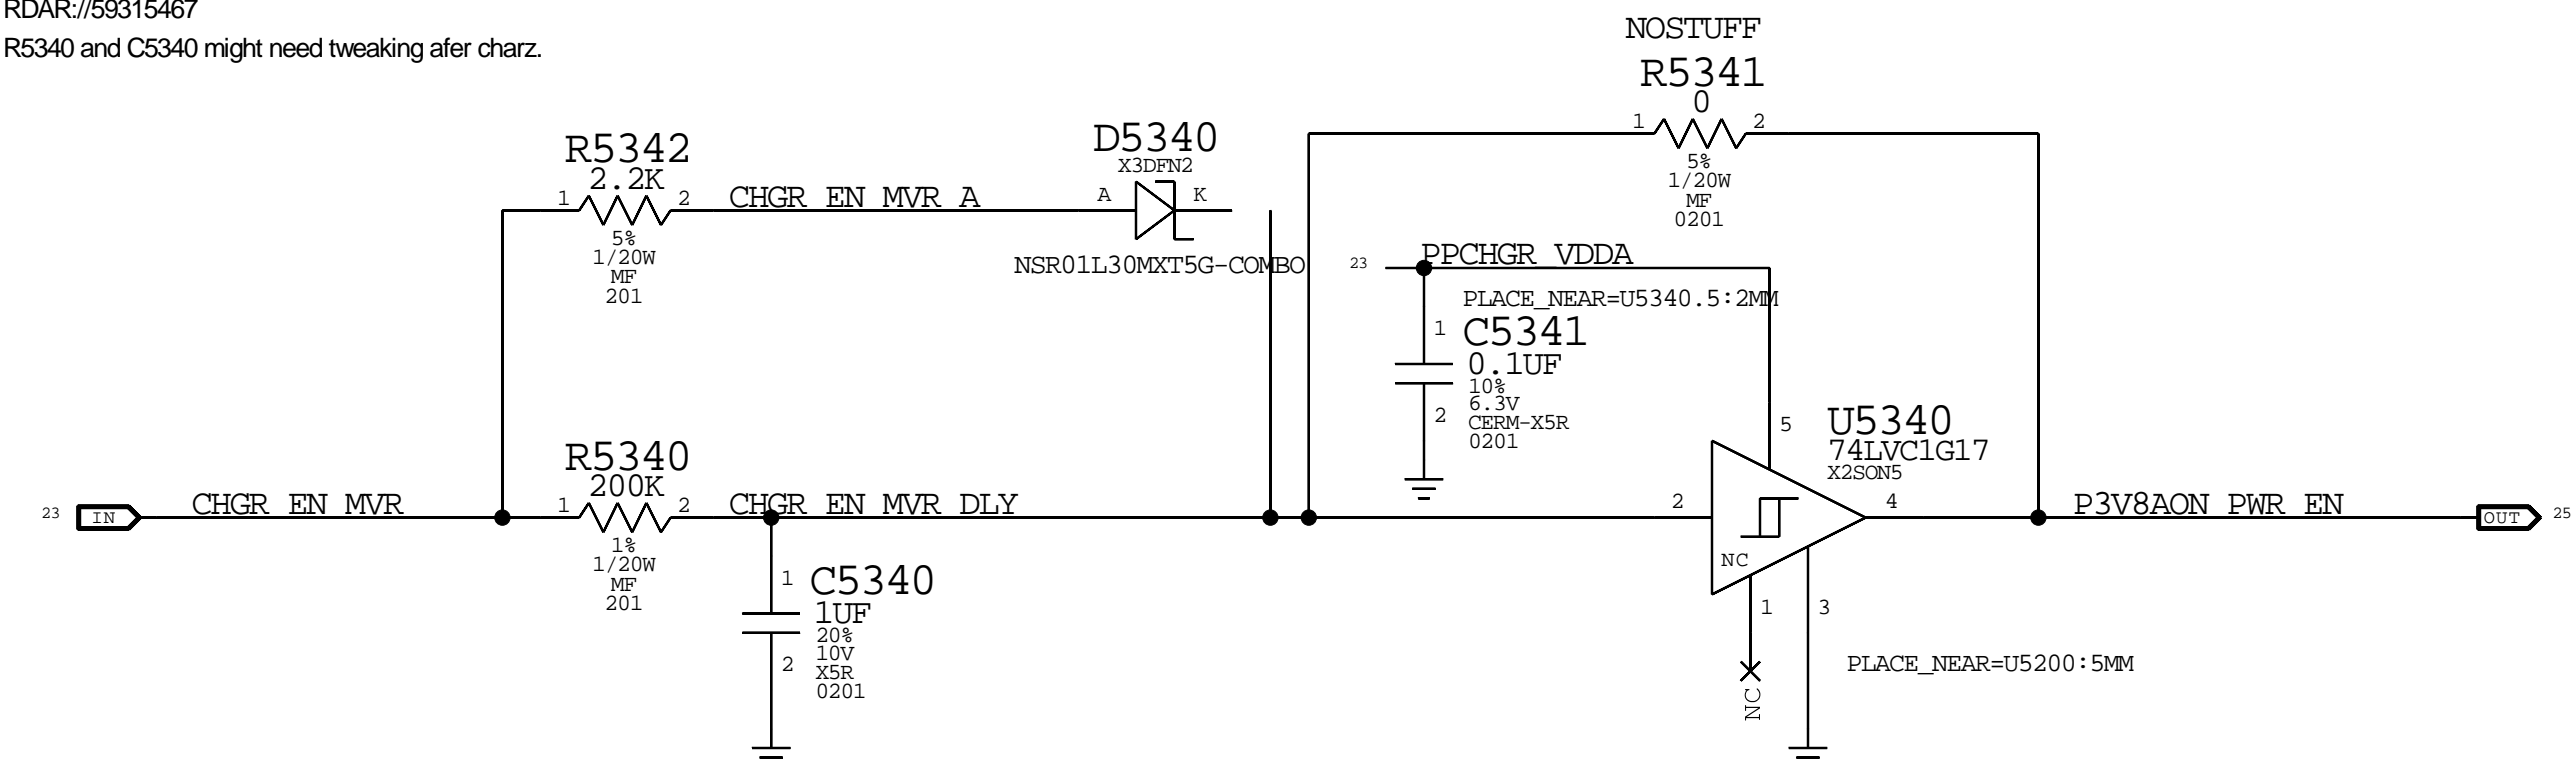 RDAR://59315467
R5340 and C5340 might need tweaking afer charz.
NOSTUFF
R5341
0
1
2
5%
1/20W
MF
0201
R5342
2.2K
1
2
5%
1/20W
MF
201
CHGR_EN_MVR_A
D5340
X3DFN2
A
K
NSR01L30MXT5G-COMBO
23
PPCHGR_VDDA
PLACE_NEAR=U5340.5:2MM
1
C5341
0.1UF
10%
6.3V
CERM-X5R
0201
2
5
U5340
74LVC1G17
X2SON5
23
IN
CHGR_EN_MVR
R5340
200K
1
2
1%
1/20W
MF
201
CHGR_EN_MVR_DLY
2
4
NC
P3V8AON_PWR_EN
OUT
25
1
C5340
1UF
20%
10V
X5R
0201
2
1
3
NC
PLACE_NEAR=U5200:5MM